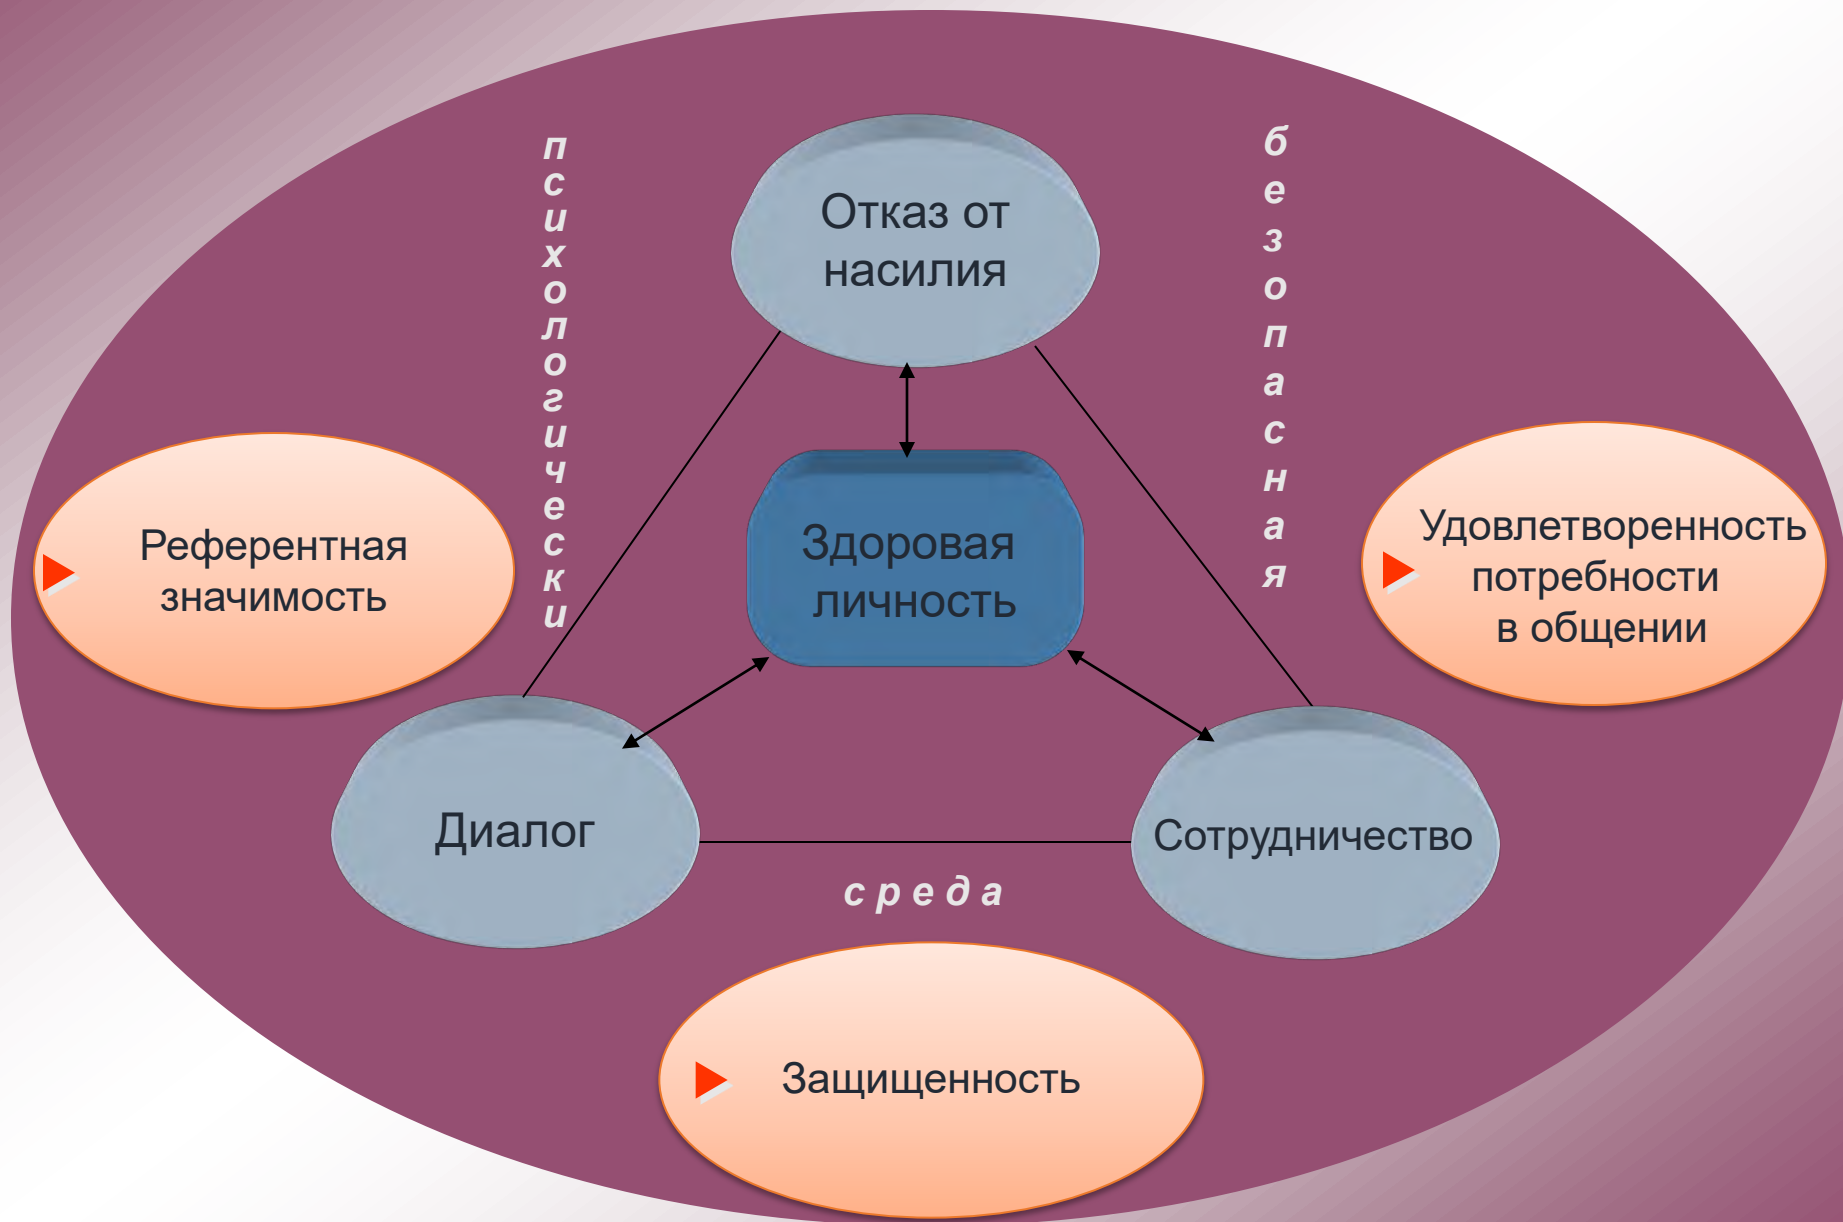 психологически
безопасная
Отказ от
насилия
Здоровая
личность
Референтная
значимость
Удовлетворенность
потребности
в общении
Диалог
Сотрудничество
среда
Защищенность